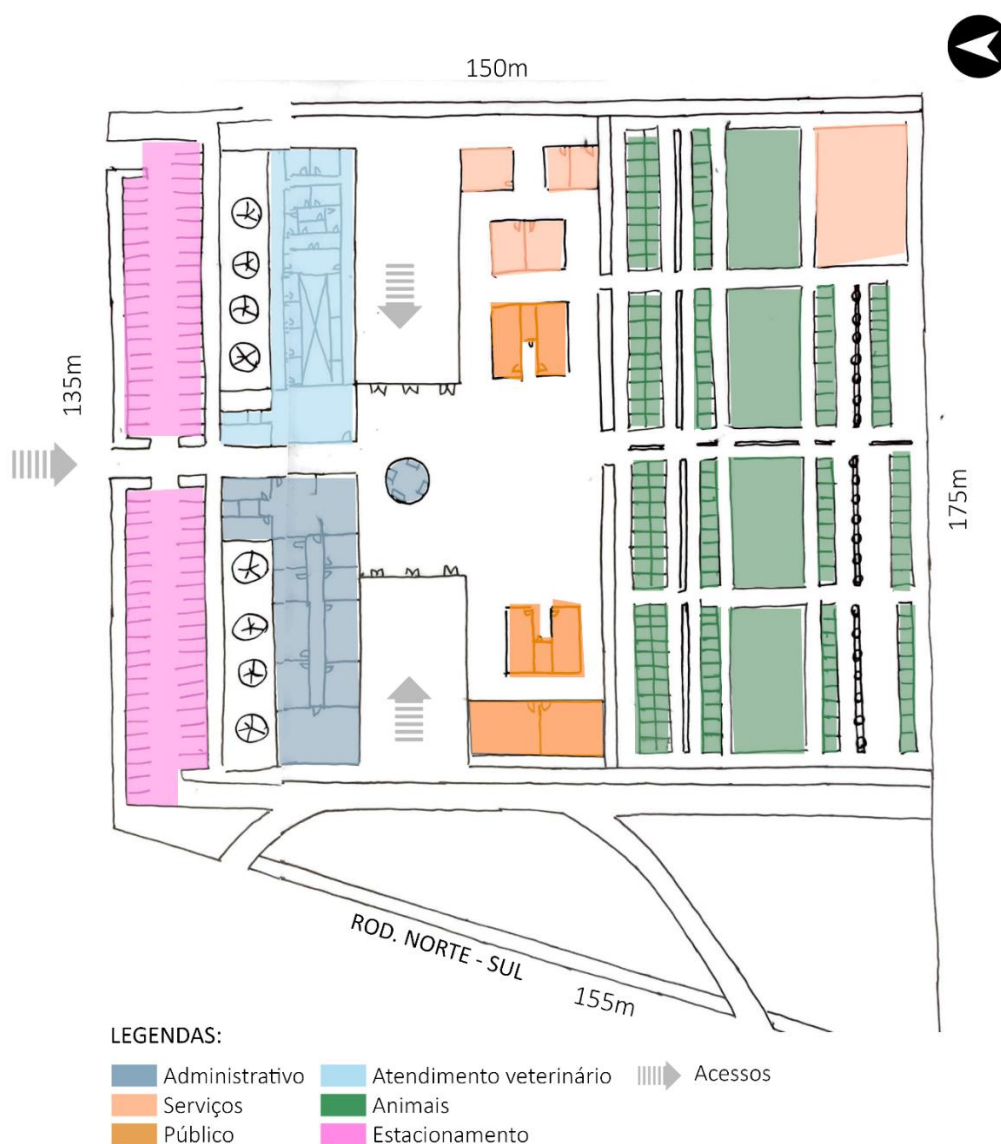 150m
135m
175m
ROD. NORTE - SUL
155m
LEGENDAS:
Administrativo
Atendimento veterinário
Acessos
Serviços
Animais
Público
Estacionamento